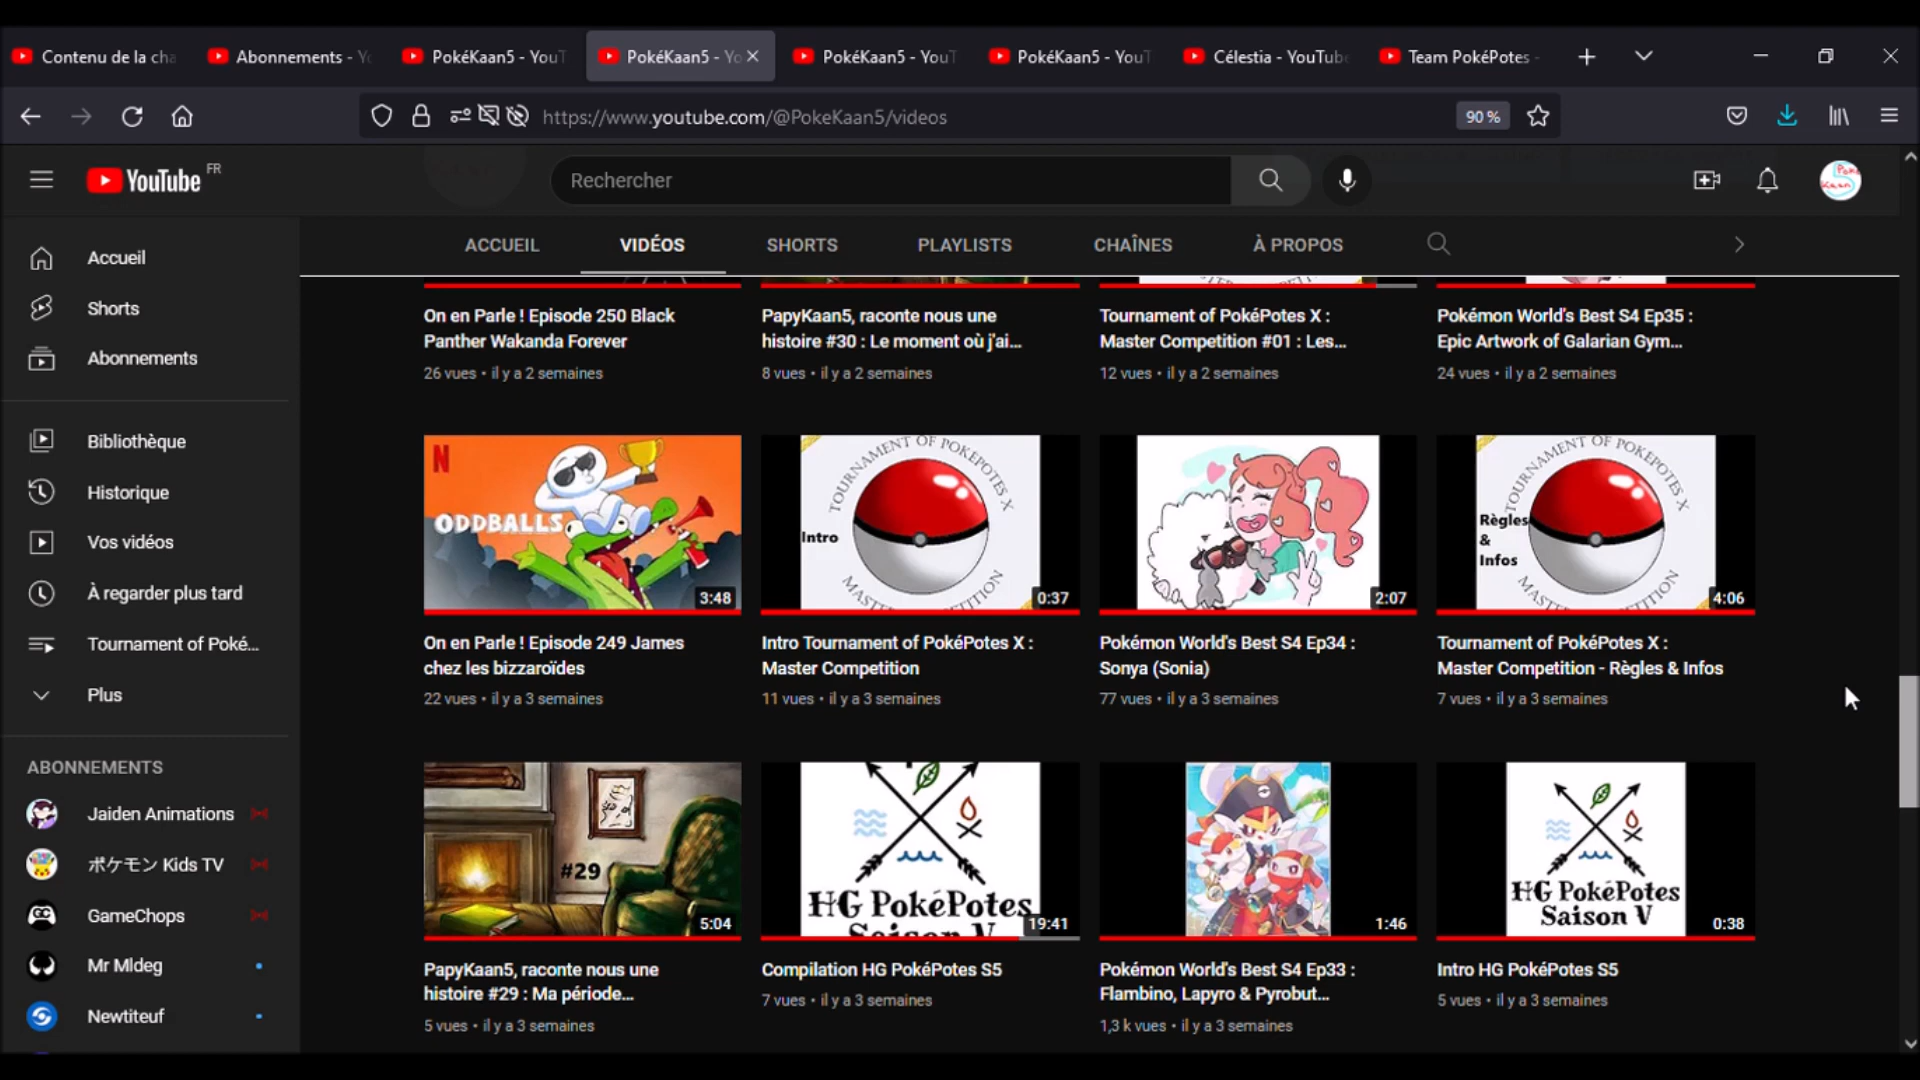 Contenu de la cha
Abonnements - Yo
PokéKaan5 - YouT
PokéKaan5 - Yo
PokéKaan5 - YouT
PokéKaan5 - YouT
Célestia - YouTube
Team PokéPotes -
https://www.youtube.com/@PokeKaan5/videos
90 %
YouTube FR
Rechercher
ACCUEIL
VIDÉOS
SHORTS
PLAYLISTS
CHAÎNES
À PROPOS
Accueil
Shorts
Abonnements
Bibliothèque
Historique
Vos vidéos
À regarder plus tard
Tournament of Poké...
Plus
ABONNEMENTS
Jaiden Animations
ポケモン Kids TV
GameChops
Mr Mldeg
Newtiteuf
On en Parle ! Episode 250 Black
Panther Wakanda Forever
26 vues • il y a 2 semaines
PapyKaan5, raconte nous une
histoire #30 : Le moment où j'ai...
8 vues • il y a 2 semaines
Tournament of PokéPotes X :
Master Competition #01 : Les...
12 vues • il y a 2 semaines
Pokémon World's Best S4 Ep35 :
Epic Artwork of Galarian Gym...
24 vues • il y a 2 semaines
N
ODDBALLS
3:48
On en Parle ! Episode 249 James
chez les bizzaroïdes
22 vues • il y a 3 semaines
TOURNAMENT OF POKEPOTES X
Intro
0:37
Intro Tournament of PokéPotes X :
Master Competition
11 vues • il y a 3 semaines
2:07
Pokémon World's Best S4 Ep34 :
Sonya (Sonia)
77 vues • il y a 3 semaines
TOURNAMENT OF POKEPOTES X
Règles
&
Infos
4:06
Tournament of PokéPotes X :
Master Competition - Règles & Infos
7 vues • il y a 3 semaines
#29
5:04
PapyKaan5, raconte nous une
histoire #29 : Ma période...
5 vues • il y a 3 semaines
HG PokéPotes
Saison V
19:41
Compilation HG PokéPotes S5
7 vues • il y a 3 semaines
1:46
Pokémon World's Best S4 Ep33 :
Flambino, Lapyro & Pyrobut...
1,3 k vues • il y a 3 semaines
HG PokéPotes
Saison V
0:38
Intro HG PokéPotes S5
5 vues • il y a 3 semaines